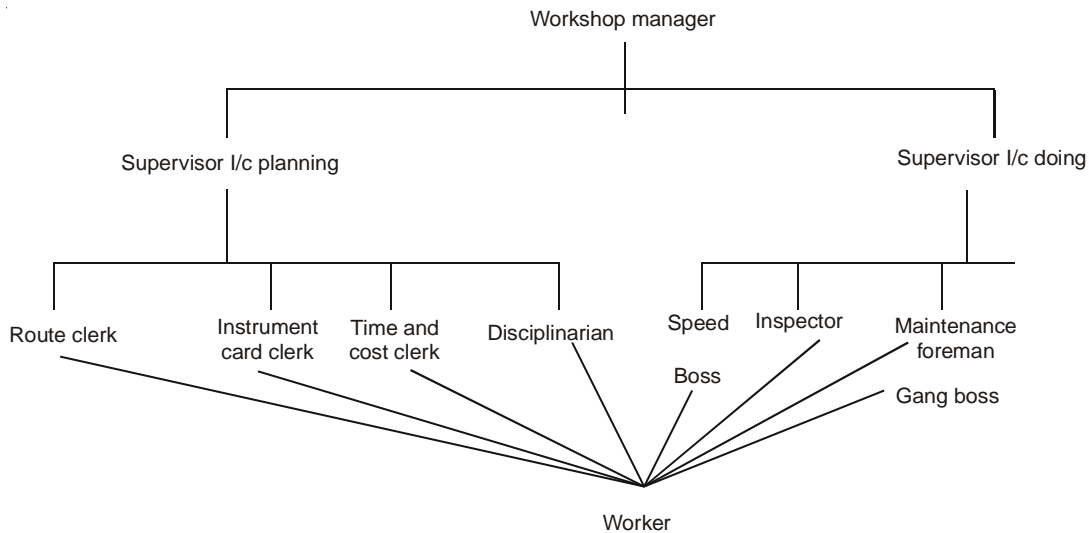 Workshop manager
Supervisor I/c planning
Supervisor I/c doing
Route clerk
Instrument
card clerk
Time and
cost clerk
Disciplinarian
Speed
Boss
Inspector
Maintenance
foreman
Gang boss
Worker